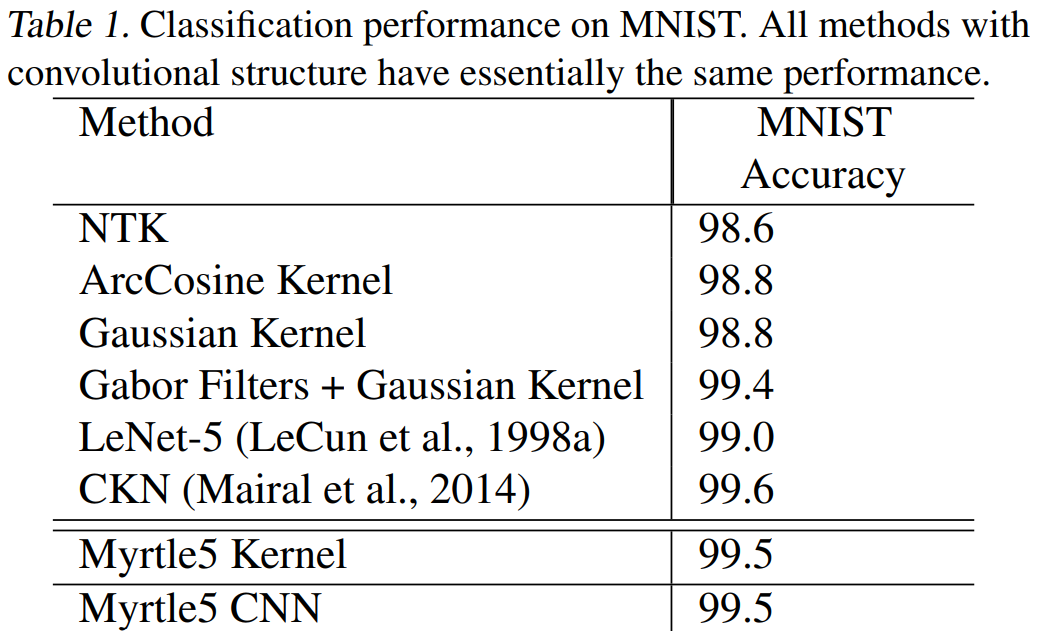 Table 1. Classification performance on MNIST. All methods with
convolutional structure have essentially the same performance.
Method MNIST
Accuracy
NTK 98.6
ArcCosine Kernel 98.8
Gaussian Kernel 98.8
Gabor Filters + Gaussian Kernel 99.4
LeNet-5 (LeCun et al., 1998a) 99.0
CKN (Mairal et al., 2014) 99.6
Myrtle5 Kernel 99.5
Myrtle5 CNN 99.5